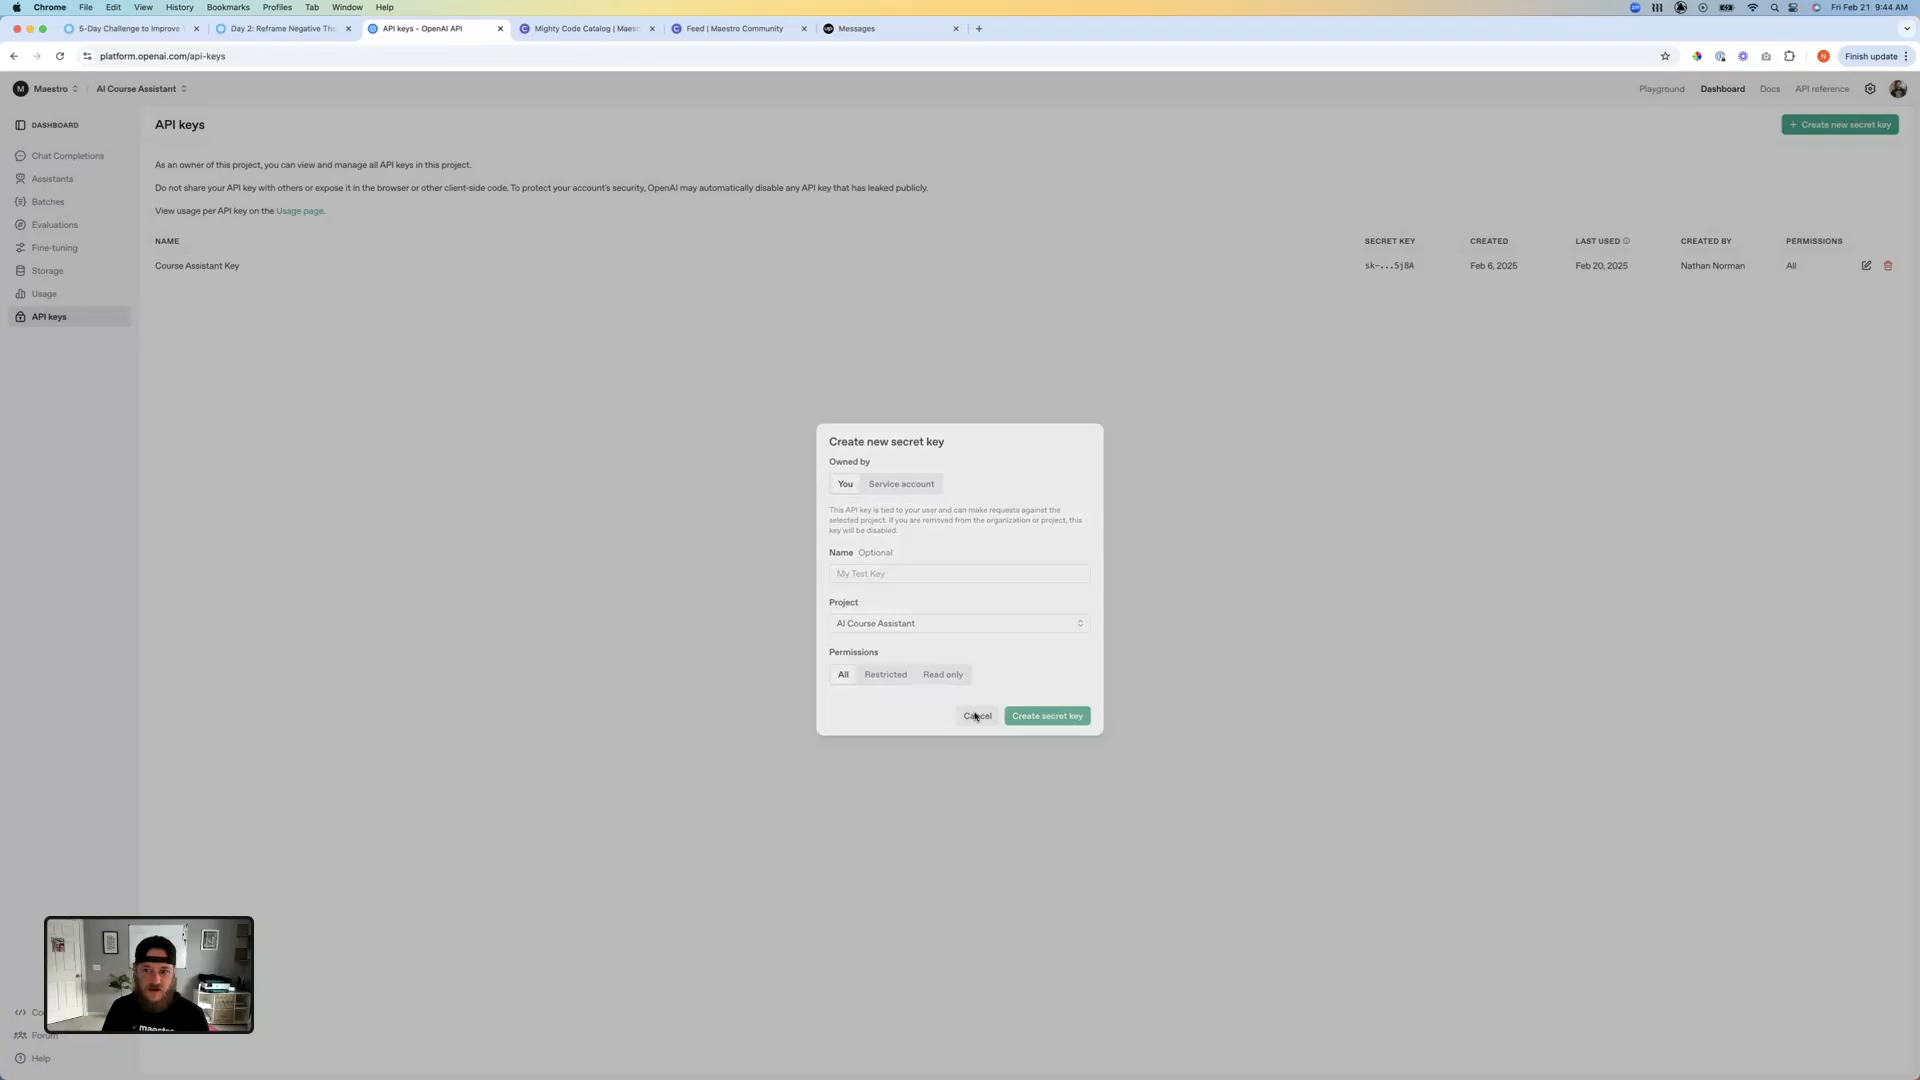 Chrome File Edit View History Bookmarks Profiles Tab Window Help Fri Feb 21 9:44 AM
5-Day Challenge to Improve Day 2: Reframe Negative Tho API keys - OpenAI API Mighty Code Catalog | Maest Feed | Maestro Community Messages
platform.openai.com/api-keys N Finish update
M Maestro / AI Course Assistant Playground Dashboard Docs API reference
DASHBOARD
Chat Completions
Assistants
Batches
Evaluations
Fine-tuning
Storage
Usage
API keys
API keys
+ Create new secret key
As an owner of this project, you can view and manage all API keys in this project.
Do not share your API key with others or expose it in the browser or other client-side code. To protect your account's security, OpenAI may automatically disable any API key that has leaked publicly.
View usage per API key on the Usage page.
NAME SECRET KEY CREATED LAST USED CREATED BY PERMISSIONS
Course Assistant Key sk-...5j8A Feb 6, 2025 Feb 20, 2025 Nathan Norman All
Create new secret key
Owned by
You Service account
This API key is tied to your user and can make requests against the
selected project. If you are removed from the organization or project, this
key will be disabled.
Name Optional
My Test Key
Project
AI Course Assistant
Permissions
All Restricted Read only
Cancel Create secret key
maestro
Co
Forum
Help